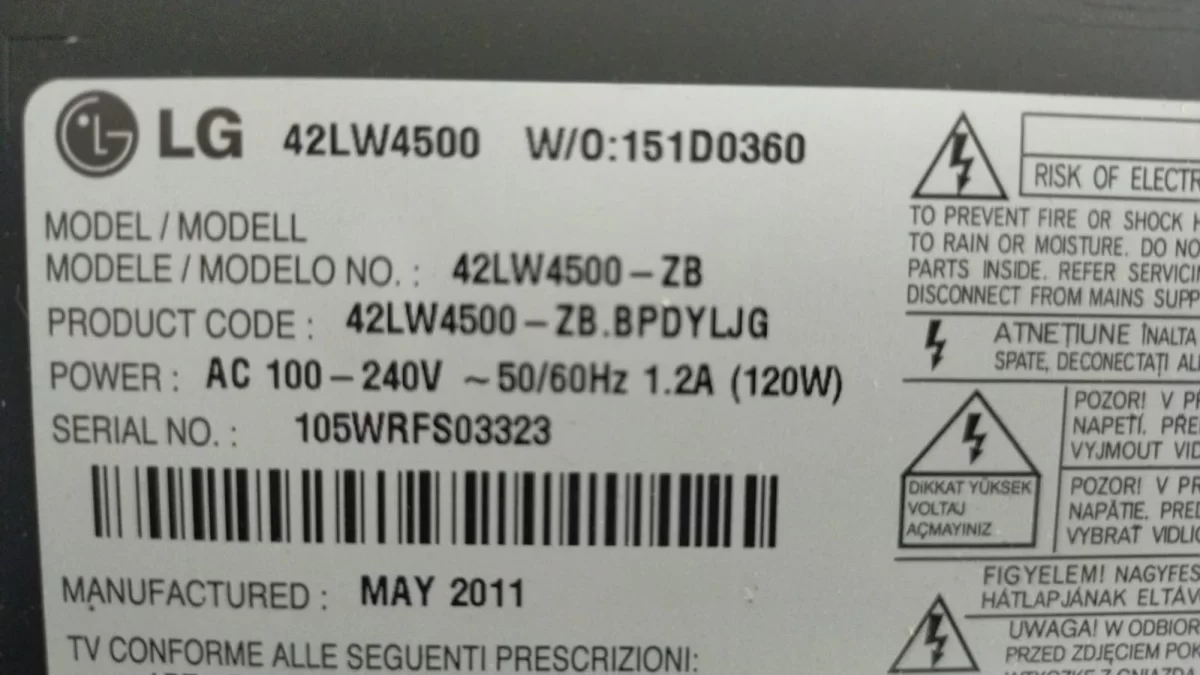 LG 42LW4500 W/O:151D0360
MODEL / MODELL
MODELE / MODELO NO. : 42LW4500-ZB
PRODUCT CODE : 42LW4500-ZB.BPDYLJG
POWER : AC 100-240V ~50/60Hz 1.2A (120W)
SERIAL NO. : 105WRFS03323
MANUFACTURED : MAY 2011
TV CONFORME ALLE SEGUENTI PRESCRIZIONI:
RISK OF ELECTR
TO PREVENT FIRE OR SHOCK H
TO RAIN OR MOISTURE. DO NO
PARTS INSIDE. REFER SERVICIN
DISCONNECT FROM MAINS SUPP
ATNEȚIUNE ÎNALTA
SPATE, DECONECTAȚI AL
DIKKAT YÜKSEK
VOLTAJ
AÇMAYINIZ
POZOR! V PŘ
NAPETÍ. PŘE
VYJMOUT VID
POZOR! V PR
NAPÄTIE. PRED
VYBRAŤ VIDLIC
FIGYELEM! NAGYFES
HÁTLAPJÁNAK ELTÁV
UWAGA! W ODBIOR
PRZED ZDJĘCIEM POK